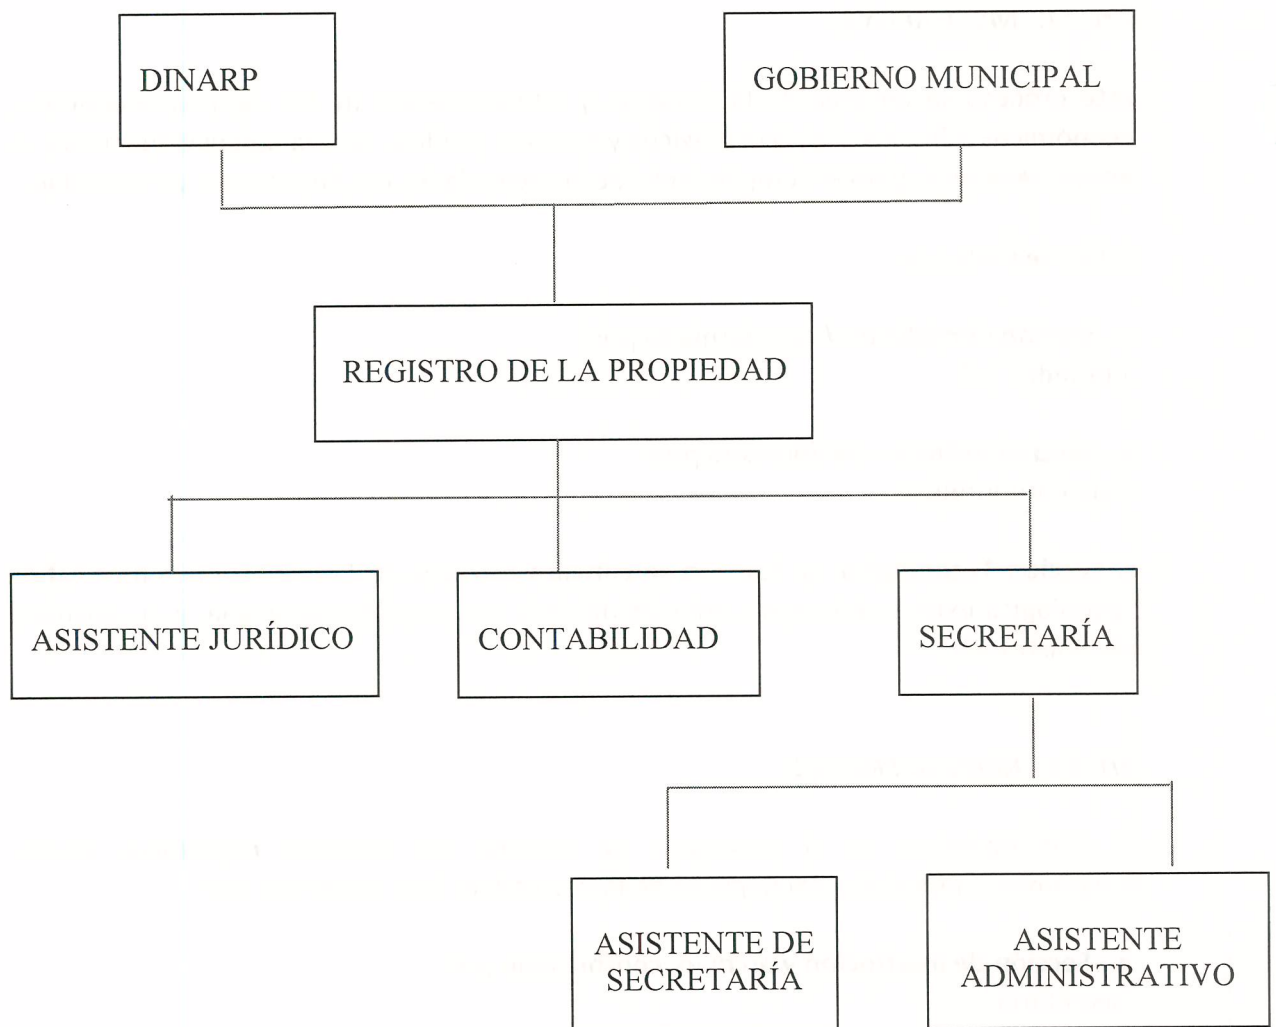 DINARP
GOBIERNO MUNICIPAL
REGISTRO DE LA PROPIEDAD
ASISTENTE JURÍDICO
CONTABILIDAD
SECRETARÍA
ASISTENTE DE
SECRETARÍA
ASISTENTE
ADMINISTRATIVO